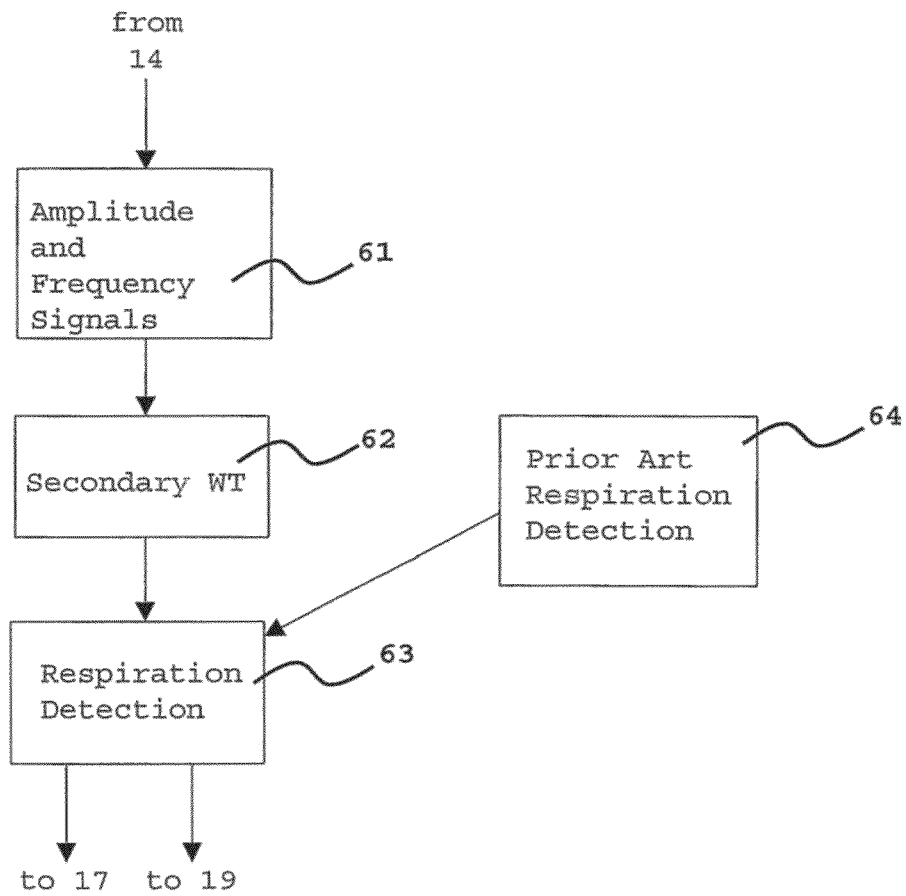 from
14
Amplitude
and
Frequency
Signals
61
Secondary WT
62
Prior Art
Respiration
Detection
64
Respiration
Detection
63
to 17 to 19